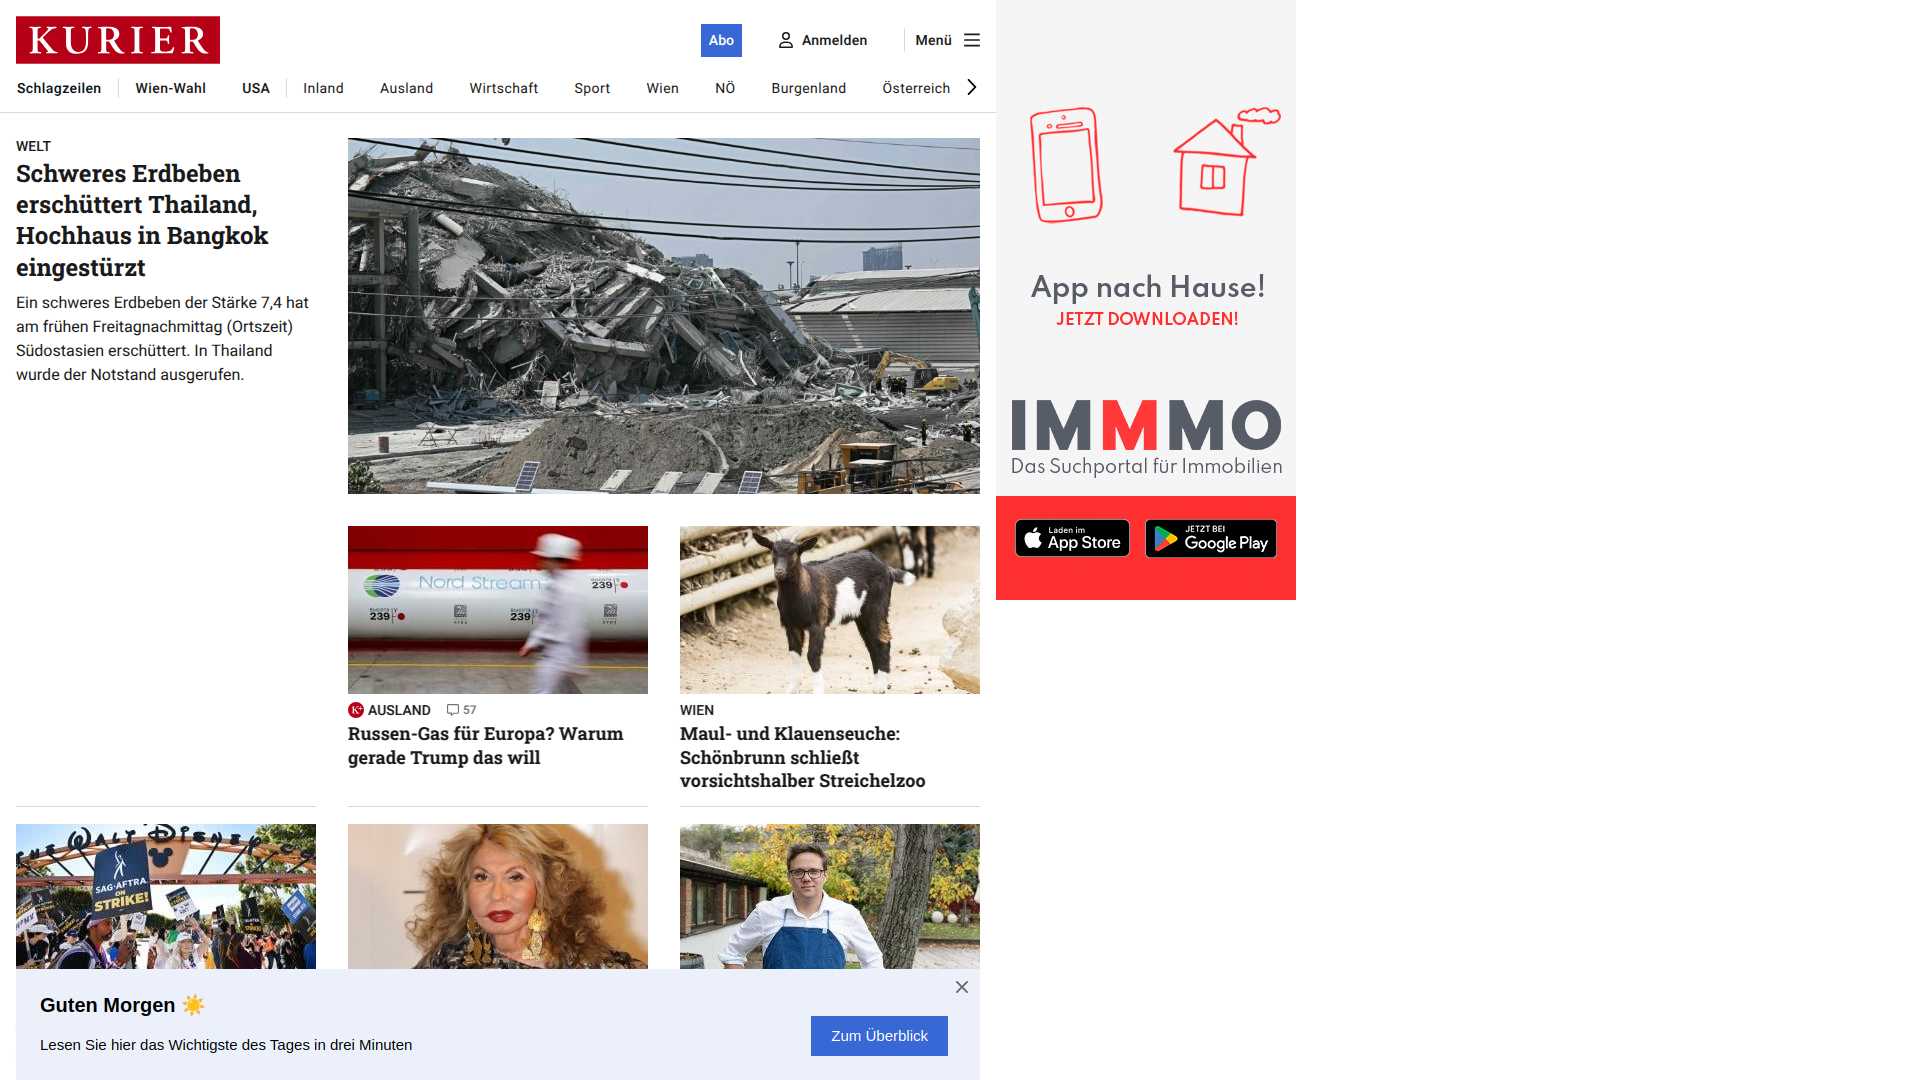 KURIER
Abo
Anmelden
Menü
Schlagzeilen
Wien-Wahl
USA
Inland
Ausland
Wirtschaft
Sport
Wien
NÖ
Burgenland
Österreich
WELT
Schweres Erdbeben
erschüttert Thailand,
Hochhaus in Bangkok
eingestürzt
Ein schweres Erdbeben der Stärke 7,4 hat
am frühen Freitagnachmittag (Ortszeit)
Südostasien erschüttert. In Thailand
wurde der Notstand ausgerufen.
Nord Stream
239
239
239
K+ AUSLAND 57
Russen-Gas für Europa? Warum
gerade Trump das will
WIEN
Maul- und Klauenseuche:
Schönbrunn schließt
vorsichtshalber Streichelzoo
THE WALT DISNEY
SAG-AFTRA
ON
STRIKE!
Guten Morgen ☀️
Lesen Sie hier das Wichtigste des Tages in drei Minuten
Zum Überblick
App nach Hause!
JETZT DOWNLOADEN!
IMMMO
Das Suchportal für Immobilien
Laden im
App Store
JETZT BEI
Google Play